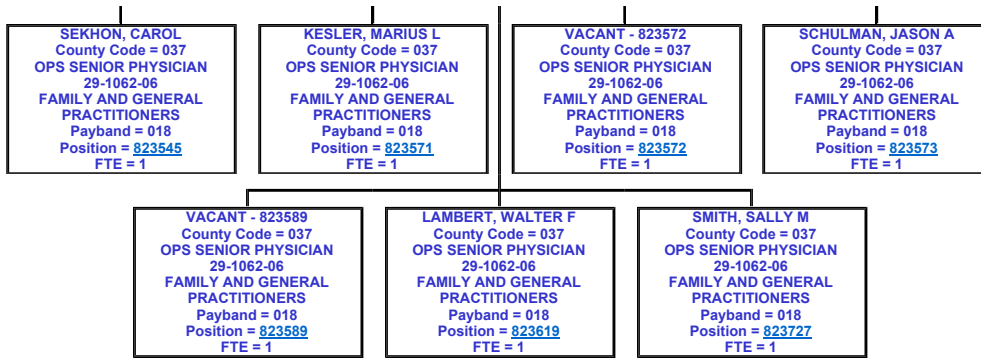 SEKHON, CAROL
County Code = 037
OPS SENIOR PHYSICIAN
29-1062-06
FAMILY AND GENERAL
PRACTITIONERS
Payband = 018
Position = 823545
FTE = 1
KESLER, MARIUS L
County Code = 037
OPS SENIOR PHYSICIAN
29-1062-06
FAMILY AND GENERAL
PRACTITIONERS
Payband = 018
Position = 823571
FTE = 1
VACANT - 823572
County Code = 037
OPS SENIOR PHYSICIAN
29-1062-06
FAMILY AND GENERAL
PRACTITIONERS
Payband = 018
Position = 823572
FTE = 1
SCHULMAN, JASON A
County Code = 037
OPS SENIOR PHYSICIAN
29-1062-06
FAMILY AND GENERAL
PRACTITIONERS
Payband = 018
Position = 823573
FTE = 1
VACANT - 823589
County Code = 037
OPS SENIOR PHYSICIAN
29-1062-06
FAMILY AND GENERAL
PRACTITIONERS
Payband = 018
Position = 823589
FTE = 1
LAMBERT, WALTER F
County Code = 037
OPS SENIOR PHYSICIAN
29-1062-06
FAMILY AND GENERAL
PRACTITIONERS
Payband = 018
Position = 823619
FTE = 1
SMITH, SALLY M
County Code = 037
OPS SENIOR PHYSICIAN
29-1062-06
FAMILY AND GENERAL
PRACTITIONERS
Payband = 018
Position = 823727
FTE = 1